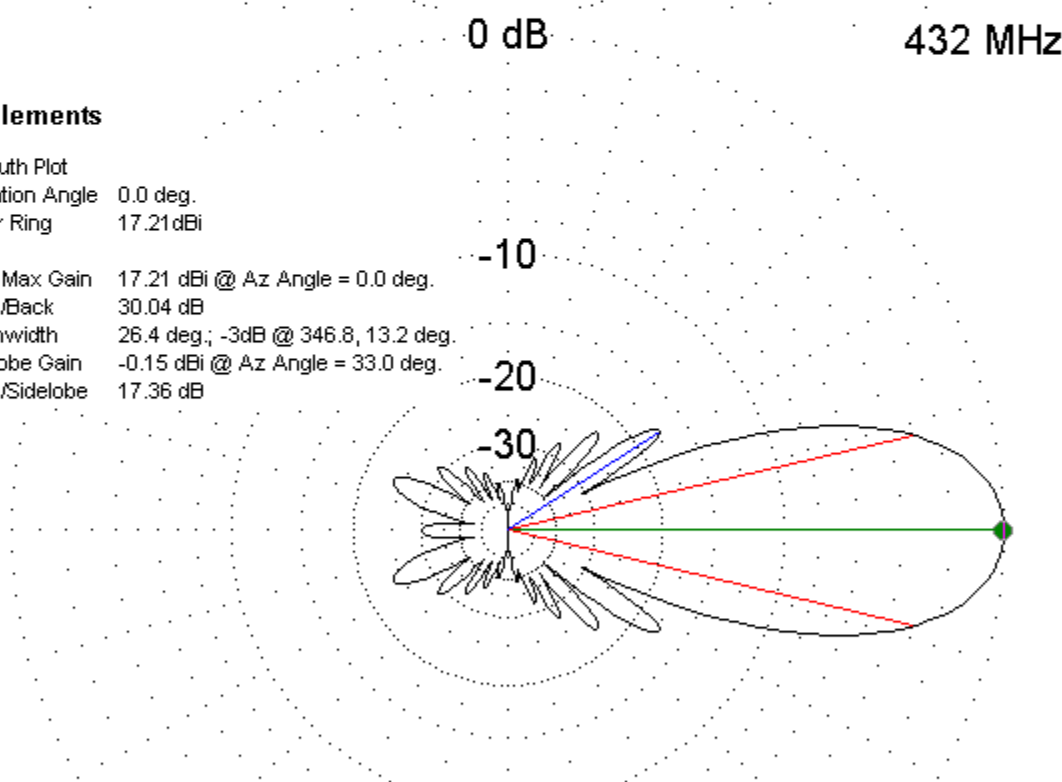 0 dB
432 MHz
lements
uth Plot
tion Angle 0.0 deg.
r Ring 17.21 dBi
-10
Max Gain 17.21 dBi @ Az Angle = 0.0 deg.
/Back 30.04 dB
nwidth 26.4 deg.; -3dB @ 346.8, 13.2 deg.
obe Gain -0.15 dBi @ Az Angle = 33.0 deg.
-20
/Sidelobe 17.36 dB
-30